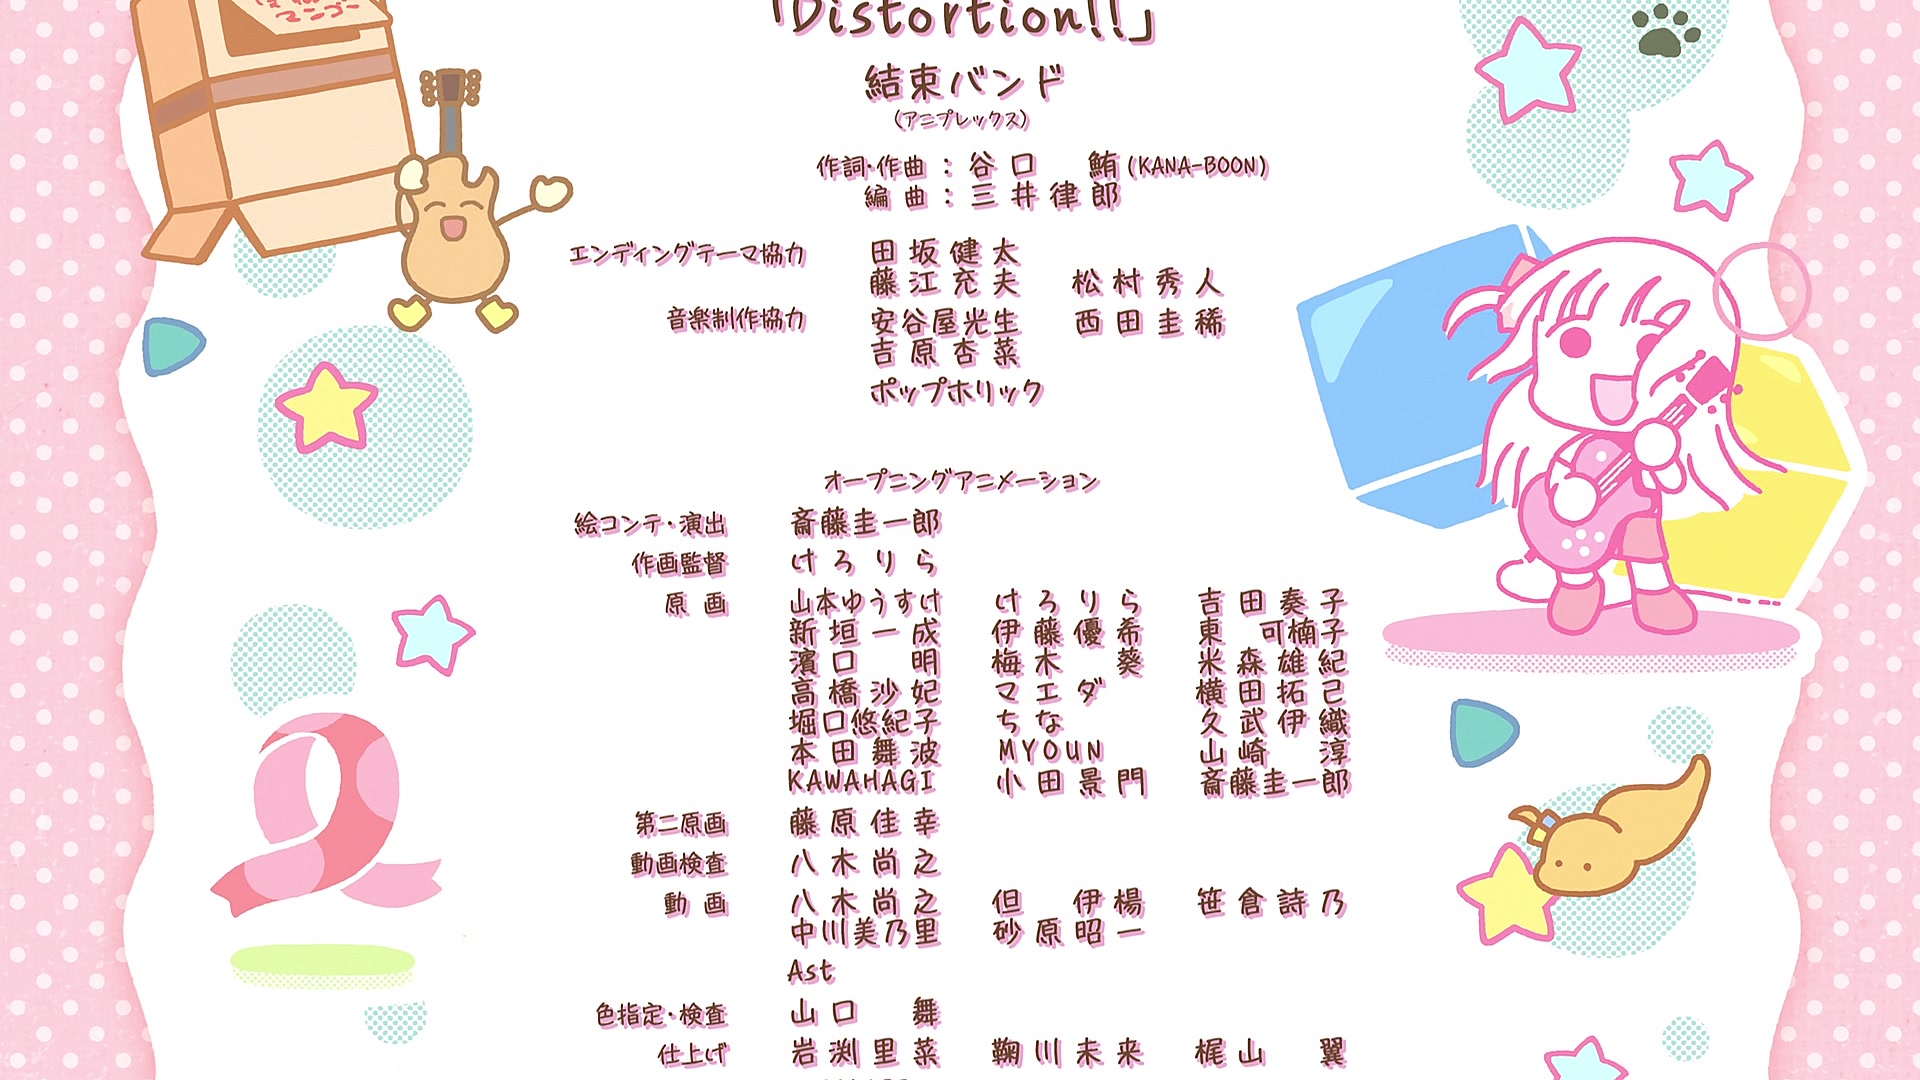 マンゴー
「Distortion!!」
結束バンド
(アニプレックス)
作詞・作曲 : 谷口 鮪(KANA-BOON)
編曲 : 三井律郎
エンディングテーマ協力 田坂健太
藤江充夫 松村秀人
音楽制作協力 安谷屋光生 西田圭稀
吉原杏菜
ポップホリック
オープニングアニメーション
絵コンテ・演出 斎藤圭一郎
作画監督 けろりら
原画 山本ゆうすけ けろりら 吉田奏子
新垣一成 伊藤優希 東 可楠子
濱口 明 梅木 葵 米森雄紀
高橋沙妃 マエダ 横田拓己
堀口悠紀子 ちな 久武伊織
本田舞波 MYOUN 山崎 淳
KAWAHAGI 小田景門 斎藤圭一郎
第二原画 藤原佳幸
動画検査 八木尚之
動画 八木尚之 但 伊楊 笹倉詩乃
中川美乃里 砂原昭一
Ast
色指定・検査 山口 舞
仕上げ 岩渕里菜 鞠川未来 梶山 翼